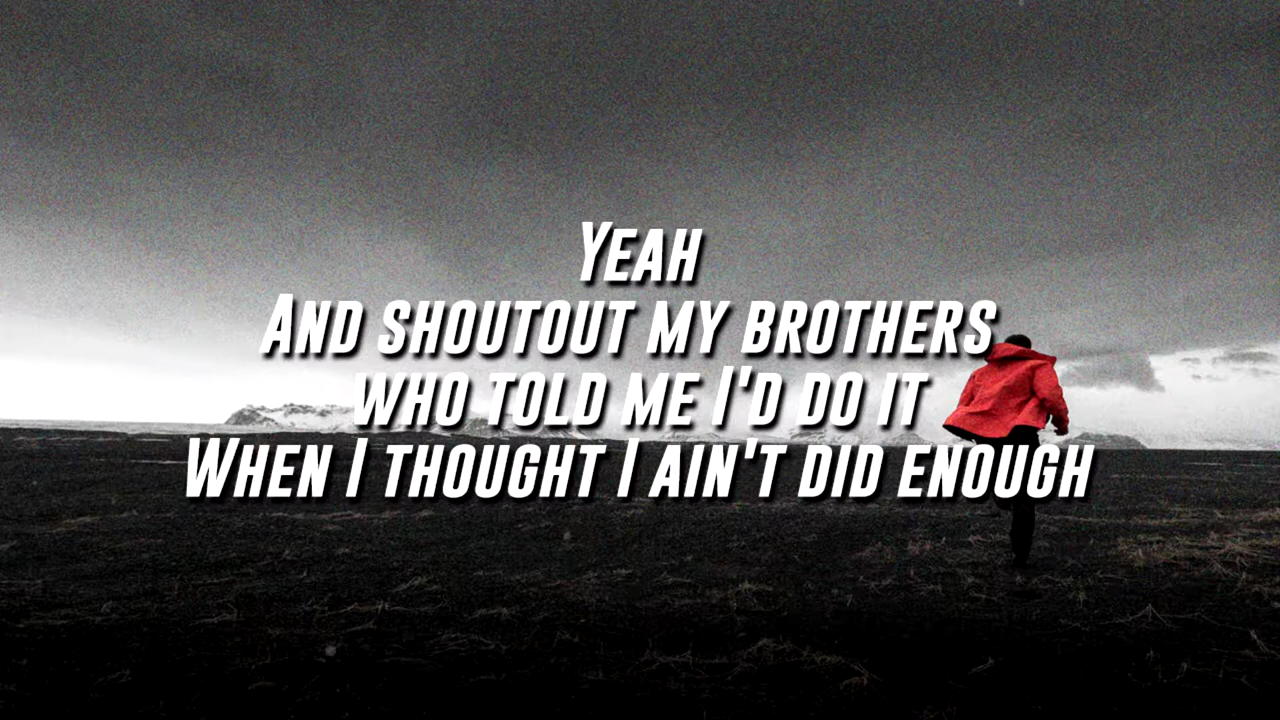 Yeah
And shoutout my brothers
who told me I'd do it
When I thought I ain't did enough